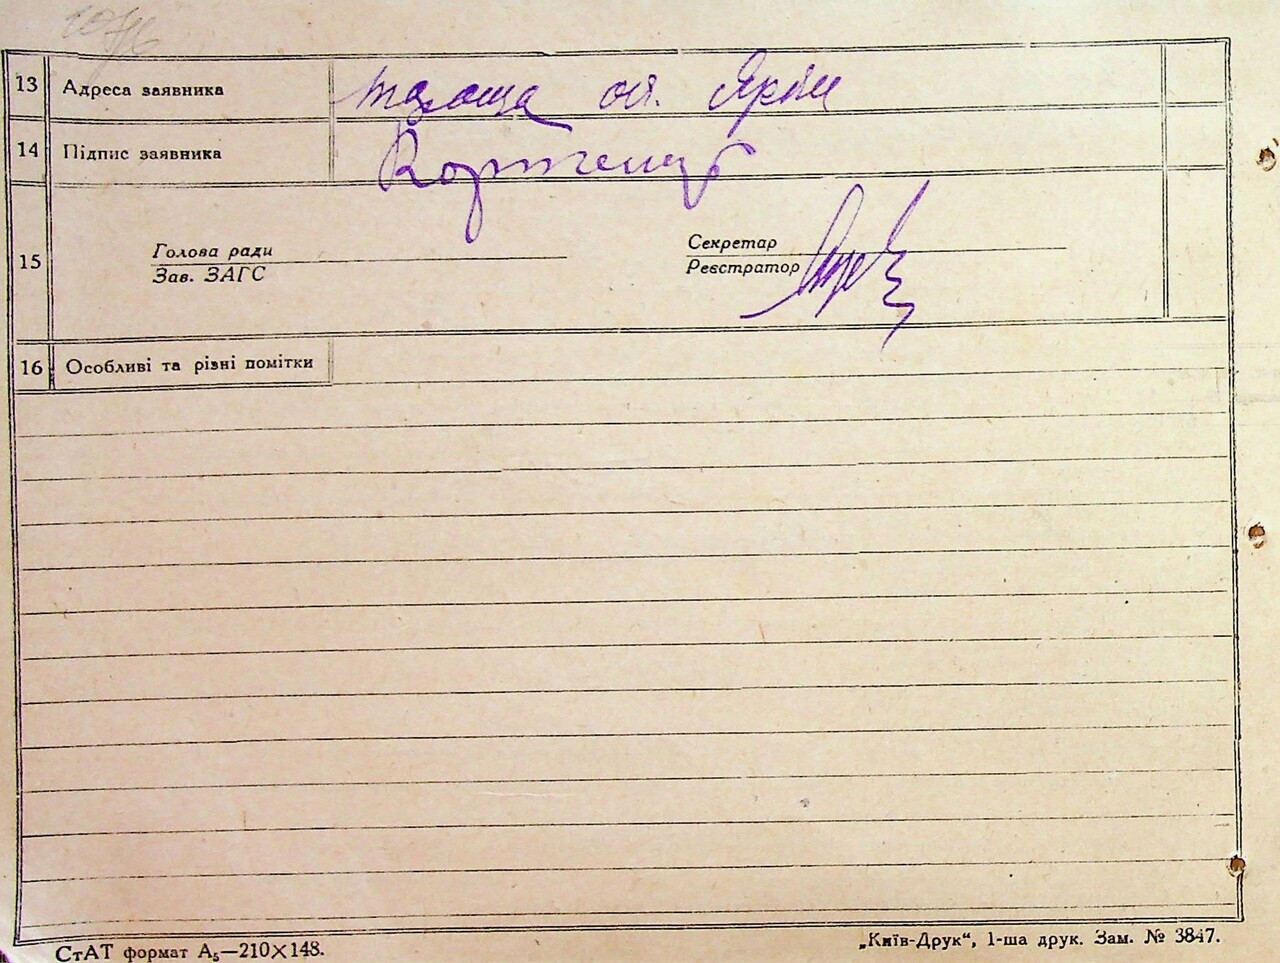 13 Адреса заявника
14 Підпис заявника
15
Голова ради
Зав. ЗАГС
Секретар
Реєстратор
16 Особливі та різні помітки
СтАТ формат А₅—210×148.
„Київ-Друк“, 1-ша друк. Зам. № 3847.